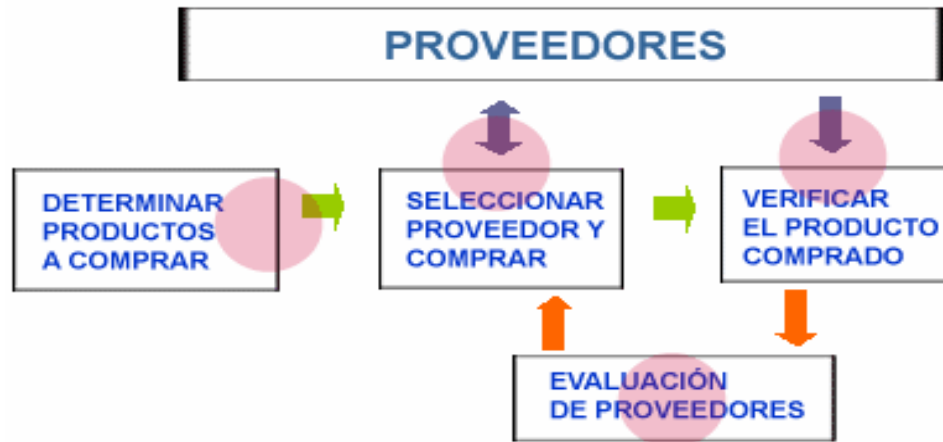 PROVEEDORES
DETERMINAR
PRODUCTOS
A COMPRAR
SELECCIONAR
PROVEEDOR Y
COMPRAR
VERIFICAR
EL PRODUCTO
COMPRADO
EVALUACIÓN
DE PROVEEDORES